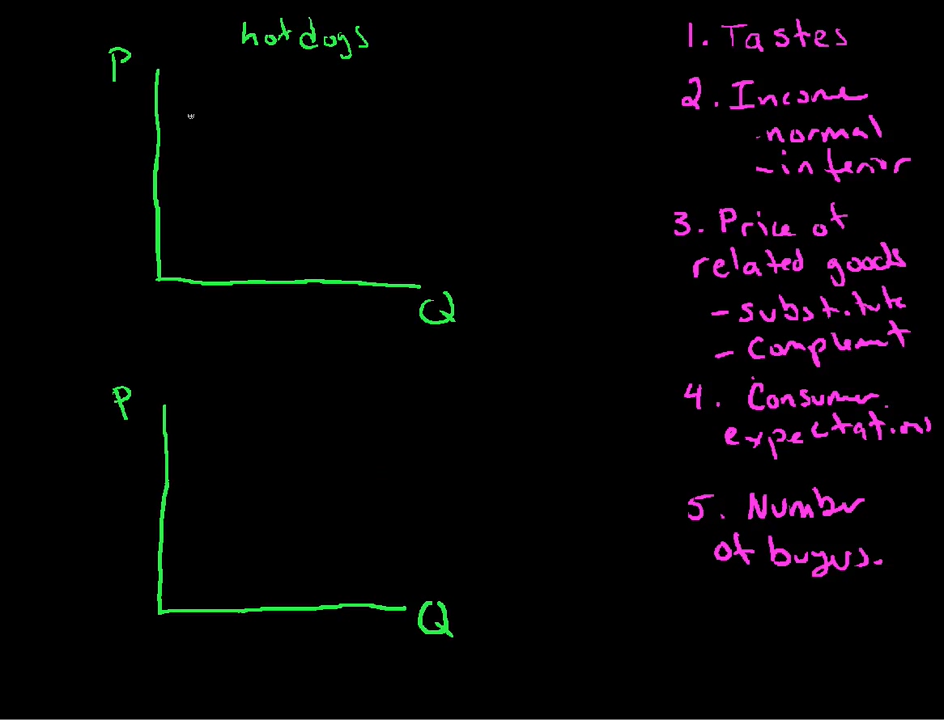 hotdogs
P
Q
P
Q
1. Tastes
2. Income
-normal
-inferior
3. Price of
related goods
- substitute
- Complement
4. Consumer
expectations
5. Number
of buyers.